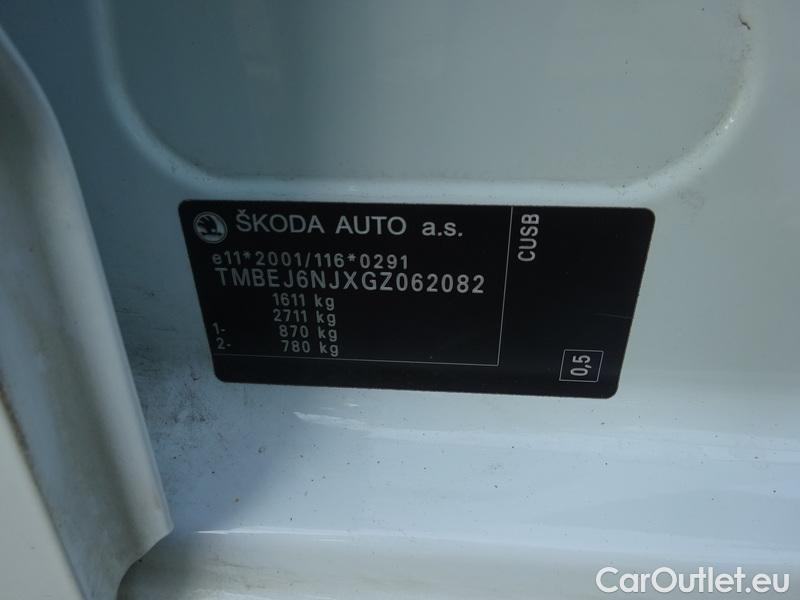 ŠKODA AUTO a.s.
e11*2001/116*0291
TMBEJ6NJXGZ062082
1611 kg
2711 kg
1- 870 kg
2- 780 kg
CUSB
0,5
CarOutlet.eu